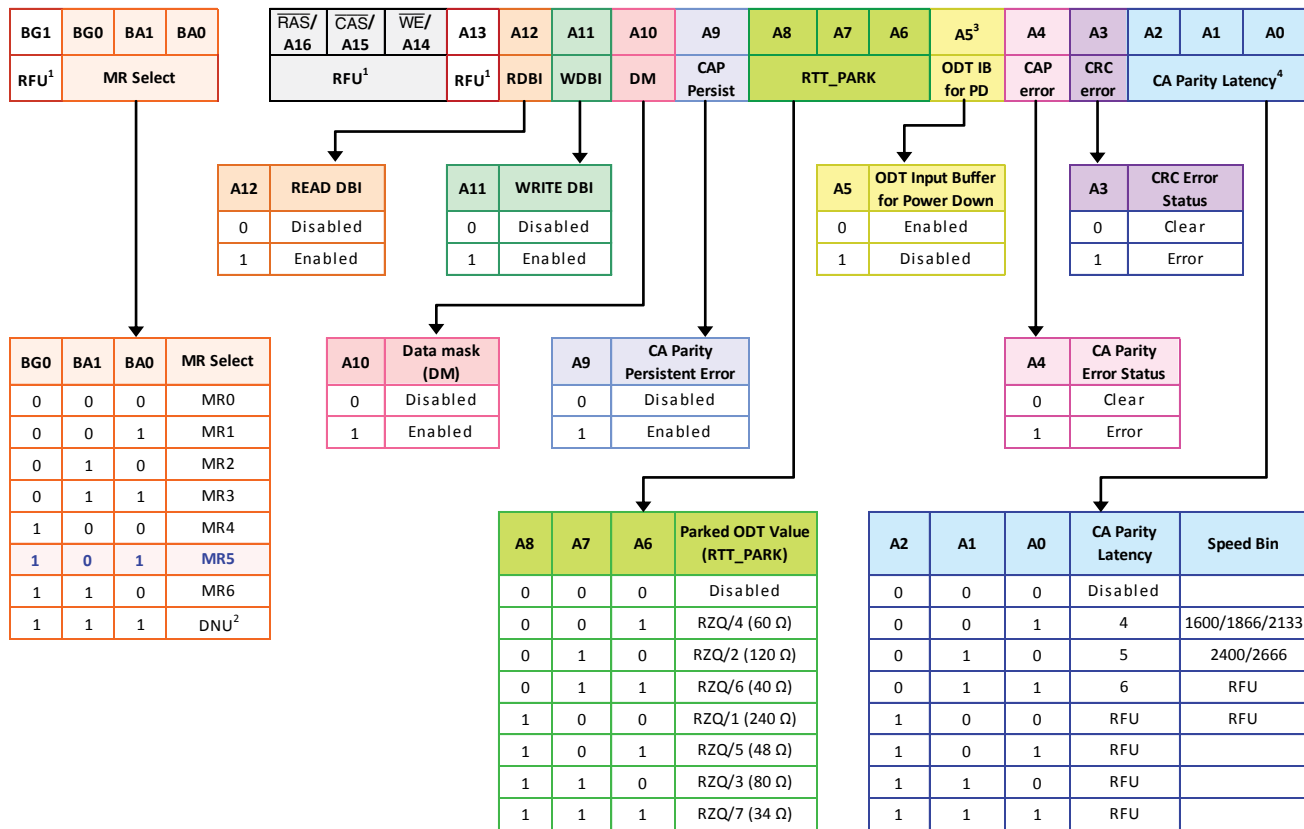 BG1 BG0 BA1 BA0 RAS/ A16 CAS/ A15 WE/ A14 A13 A12 A11 A10 A9 A8 A7 A6 A5³ A4 A3 A2 A1 A0
RFU¹ MR Select RFU¹ RFU¹ RDBI WDBI DM CAP Persist RTT_PARK ODT IB for PD CAP error CRC error CA Parity Latency⁴
A12 READ DBI
0 Disabled
1 Enabled
A11 WRITE DBI
0 Disabled
1 Enabled
A5 ODT Input Buffer for Power Down
0 Enabled
1 Disabled
A3 CRC Error Status
0 Clear
1 Error
BG0 BA1 BA0 MR Select
0 0 0 MR0
0 0 1 MR1
0 1 0 MR2
0 1 1 MR3
1 0 0 MR4
1 0 1 MR5
1 1 0 MR6
1 1 1 DNU²
A10 Data mask (DM)
0 Disabled
1 Enabled
A9 CA Parity Persistent Error
0 Disabled
1 Enabled
A4 CA Parity Error Status
0 Clear
1 Error
A8 A7 A6 Parked ODT Value (RTT_PARK)
0 0 0 Disabled
0 0 1 RZQ/4 (60 Ω)
0 1 0 RZQ/2 (120 Ω)
0 1 1 RZQ/6 (40 Ω)
1 0 0 RZQ/1 (240 Ω)
1 0 1 RZQ/5 (48 Ω)
1 1 0 RZQ/3 (80 Ω)
1 1 1 RZQ/7 (34 Ω)
A2 A1 A0 CA Parity Latency Speed Bin
0 0 0 Disabled
0 0 1 4 1600/1866/2133
0 1 0 5 2400/2666
0 1 1 6 RFU
1 0 0 RFU RFU
1 0 1 RFU
1 1 0 RFU
1 1 1 RFU